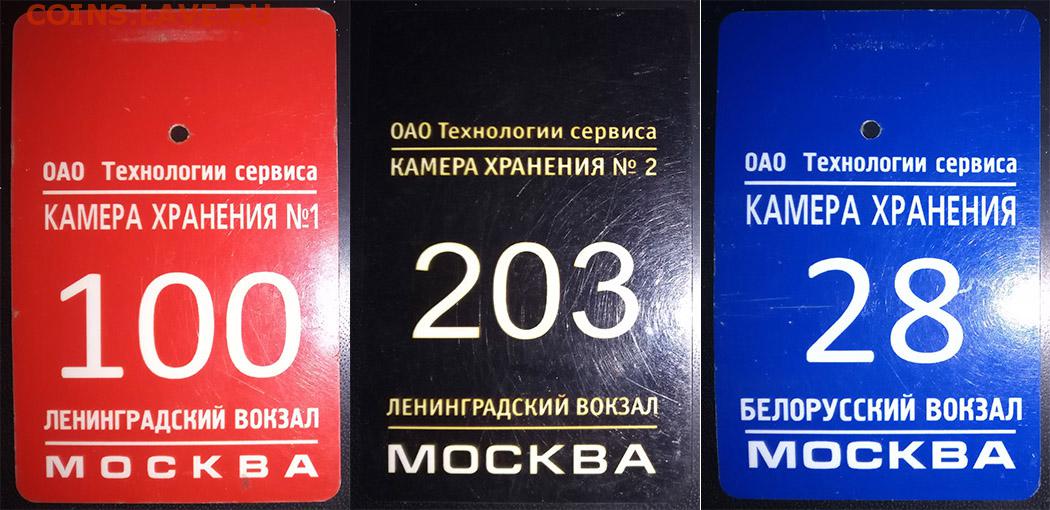 COINS.LAVE.RU
ОАО Технологии сервиса
КАМЕРА ХРАНЕНИЯ №1
100
ЛЕНИНГРАДСКИЙ ВОКЗАЛ
МОСКВА
ОАО Технологии сервиса
КАМЕРА ХРАНЕНИЯ № 2
203
ЛЕНИНГРАДСКИЙ ВОКЗАЛ
МОСКВА
ОАО Технологии сервиса
КАМЕРА ХРАНЕНИЯ
28
БЕЛОРУССКИЙ ВОКЗАЛ
МОСКВА